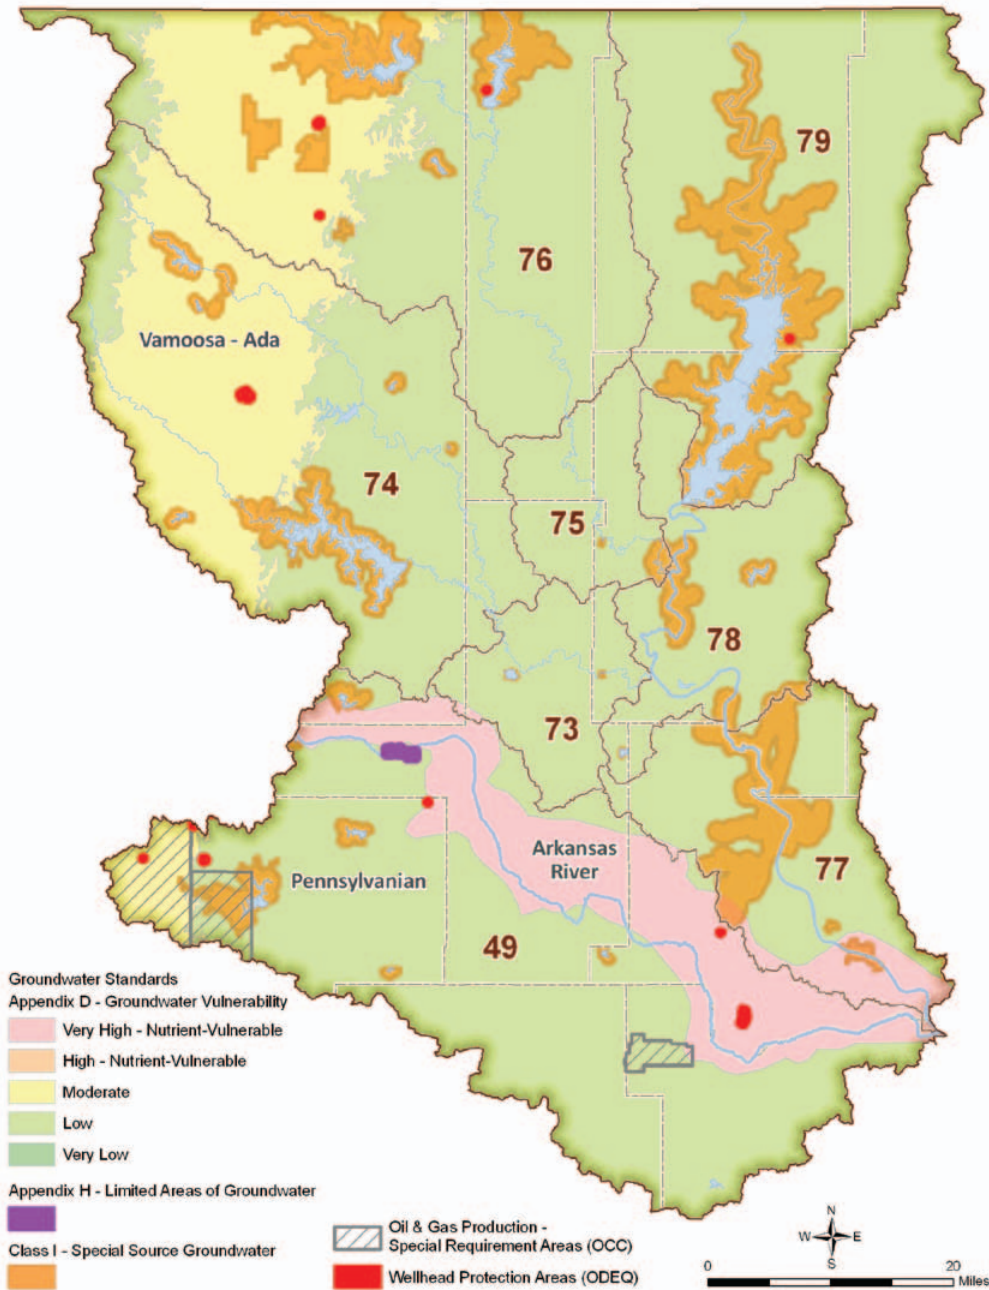 79
76
Vamoosa - Ada
74
75
78
73
Arkansas
River
77
Pennsylvanian
49
Groundwater Standards
Appendix D - Groundwater Vulnerability
Very High - Nutrient-Vulnerable
High - Nutrient-Vulnerable
Moderate
Low
Very Low
Appendix H - Limited Areas of Groundwater
Class I - Special Source Groundwater
Oil & Gas Production -
Special Requirement Areas (OCC)
Wellhead Protection Areas (ODEQ)
N
W E
S
0 20
Miles